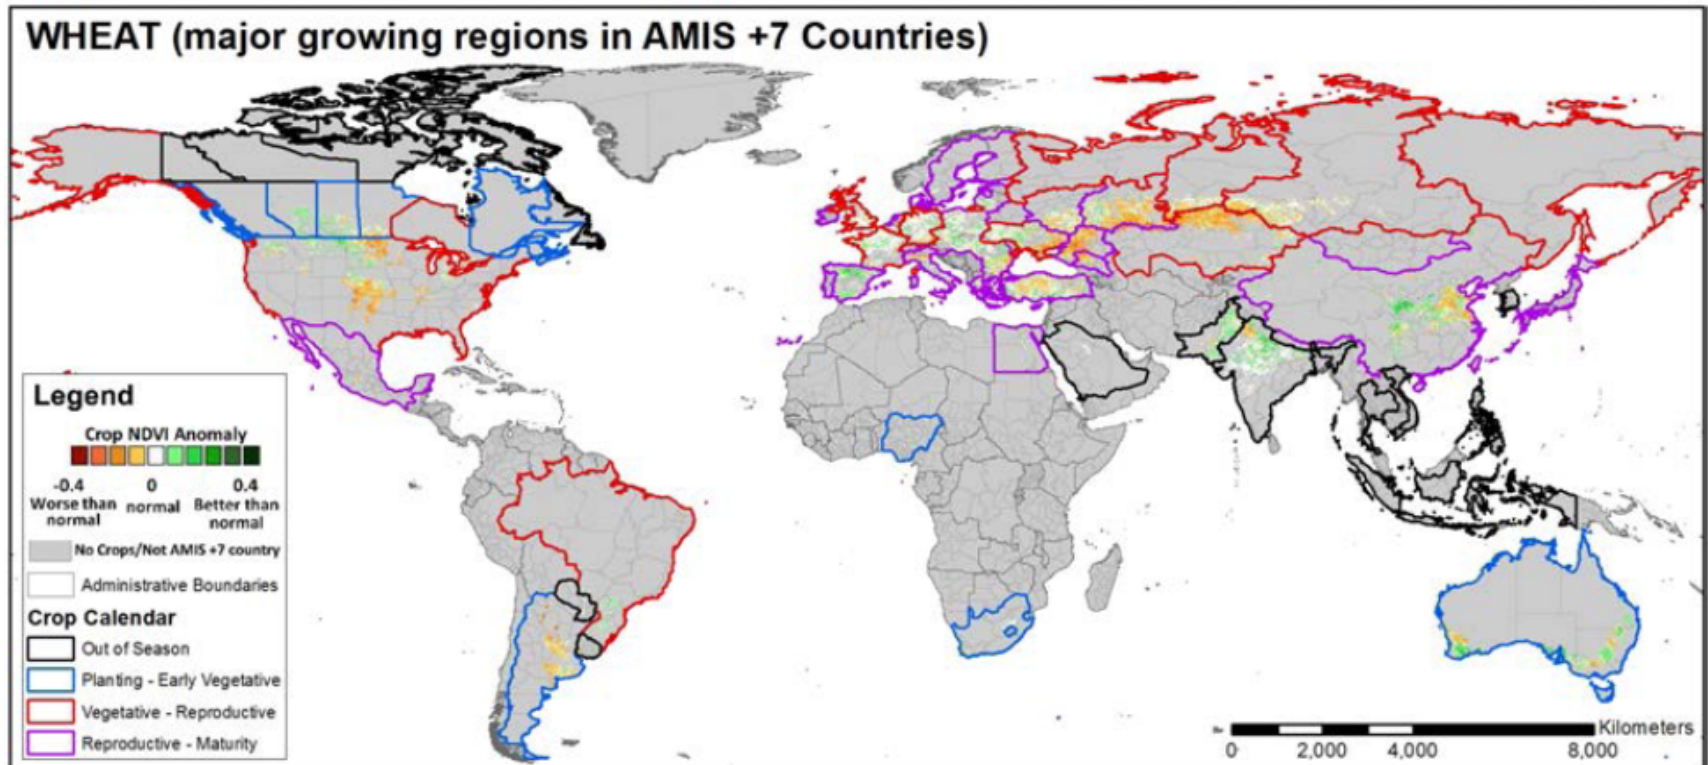 WHEAT (major growing regions in AMIS +7 Countries)
Legend
Crop NDVI Anomaly
-0.4 0 0.4
Worse than normal Better than
normal normal
No Crops/Not AMIS +7 country
Administrative Boundaries
Crop Calendar
Out of Season
Planting - Early Vegetative
Vegetative - Reproductive
Reproductive - Maturity
Kilometers
0 2,000 4,000 8,000